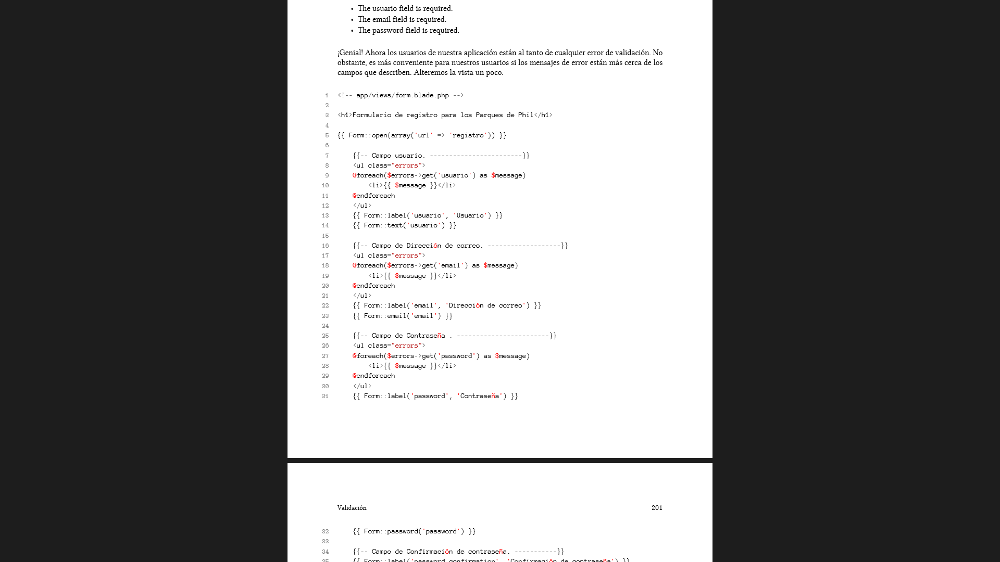 • The usuario field is required.
• The email field is required.
• The password field is required.
¡Genial! Ahora los usuarios de nuestra aplicación están al tanto de cualquier error de validación. No
obstante, es más conveniente para nuestros usuarios si los mensajes de error están más cerca de los
campos que describen. Alteremos la vista un poco.
1 <!-- app/views/form.blade.php -->
2
3 <h1>Formulario de registro para los Parques de Phil</h1>
4
5 {{ Form::open(array('url' => 'registro')) }}
6
7 {{-- Campo usuario. ------------------------}}
8 <ul class="errors">
9 @foreach($errors->get('usuario') as $message)
10 <li>{{ $message }}</li>
11 @endforeach
12 </ul>
13 {{ Form::label('usuario', 'Usuario') }}
14 {{ Form::text('usuario') }}
15
16 {{-- Campo de Dirección de correo. -------------------}}
17 <ul class="errors">
18 @foreach($errors->get('email') as $message)
19 <li>{{ $message }}</li>
20 @endforeach
21 </ul>
22 {{ Form::label('email', 'Dirección de correo') }}
23 {{ Form::email('email') }}
24
25 {{-- Campo de Contraseña . ------------------------}}
26 <ul class="errors">
27 @foreach($errors->get('password') as $message)
28 <li>{{ $message }}</li>
29 @endforeach
30 </ul>
31 {{ Form::label('password', 'Contraseña') }}
Validación 201
32 {{ Form::password('password') }}
33
34 {{-- Campo de Confirmación de contraseña. -----------}}
35 {{ Form::label('password_confirmation', 'Confirmación de contraseña') }}